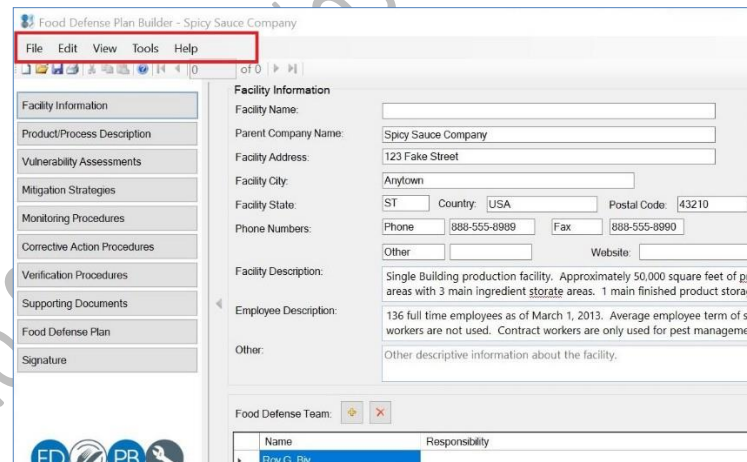 Food Defense Plan Builder - Spicy Sauce Company
File Edit View Tools Help
0 of 0
Facility Information
Product/Process Description
Vulnerability Assessments
Mitigation Strategies
Monitoring Procedures
Corrective Action Procedures
Verification Procedures
Supporting Documents
Food Defense Plan
Signature
FD PB
Facility Information
Facility Name:
Parent Company Name: Spicy Sauce Company
Facility Address: 123 Fake Street
Facility City: Anytown
Facility State: ST Country: USA Postal Code: 43210
Phone Numbers: Phone 888-555-8989 Fax 888-555-8990
Other Website:
Facility Description: Single Building production facility. Approximately 50,000 square feet of
areas with 3 main ingredient storate areas. 1 main finished product
Employee Description: 136 full time employees as of March 1, 2013. Average employee term of
workers are not used. Contract workers are only used for pest
Other: Other descriptive information about the facility.
Food Defense Team:
Name Responsibility
Roy G. Biv